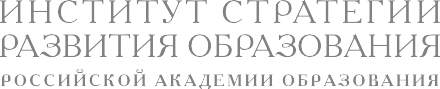 ИНСТИТУТ СТРАТЕГИИ
РАЗВИТИЯ ОБРАЗОВАНИЯ
РОССИЙСКОЙ АКАДЕМИИ ОБРАЗОВАНИЯ